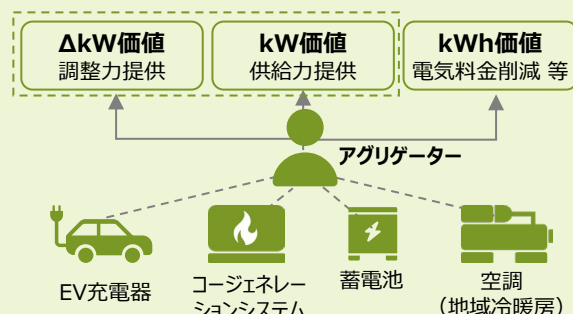 ΔkW価値
調整力提供
kW価値
供給力提供
kWh価値
電気料金削減 等
アグリゲーター
EV充電器
コージェネレー
ションシステム
蓄電池
空調
（地域冷暖房）